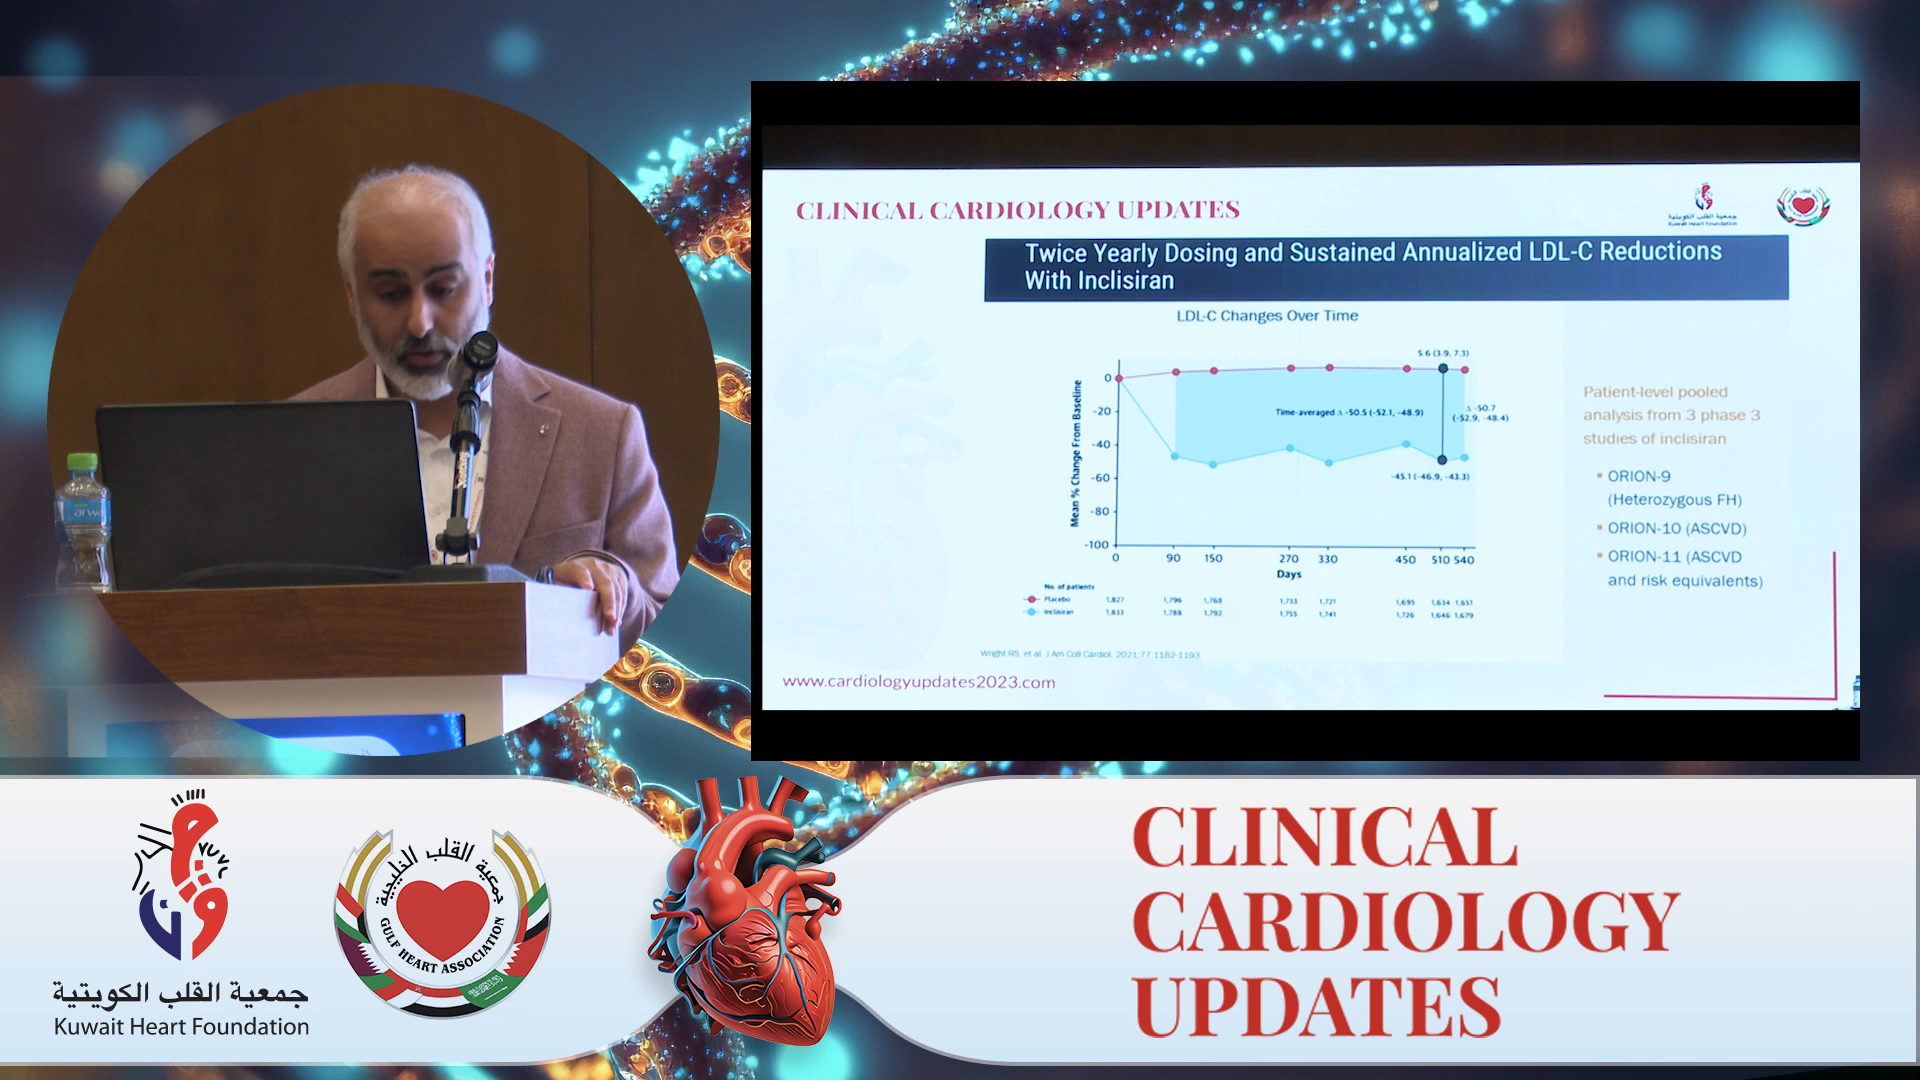 CLINICAL CARDIOLOGY UPDATES
جمعية القلب الكويتية
Kuwait Heart Foundation
Twice Yearly Dosing and Sustained Annualized LDL-C Reductions
With Inclisiran
LDL-C Changes Over Time
Mean % Change From Baseline
0
-20
-40
-60
-80
-100
5.6 (3.9, 7.3)
Time-averaged Δ -50.5 (-52.1, -48.9)
Δ -50.7
(-52.9, -48.4)
-45.1 (-46.9, -43.3)
0 90 150 270 330 450 510 540
Days
No. of patients
Placebo 1,827 1,796 1,768 1,733 1,721 1,695 1,634 1,651
Inclisiran 1,833 1,788 1,792 1,755 1,741 1,726 1,646 1,679
Patient-level pooled
analysis from 3 phase 3
studies of inclisiran
▪ ORION-9
(Heterozygous FH)
▪ ORION-10 (ASCVD)
▪ ORION-11 (ASCVD
and risk equivalents)
Wright RS, et al. J Am Coll Cardiol. 2021;77:1182-1193.
www.cardiologyupdates2023.com
arwa
جمعية القلب الكويتية
Kuwait Heart Foundation
جمعية القلب الخليجية
GULF HEART ASSOCIATION
CLINICAL
CARDIOLOGY
UPDATES